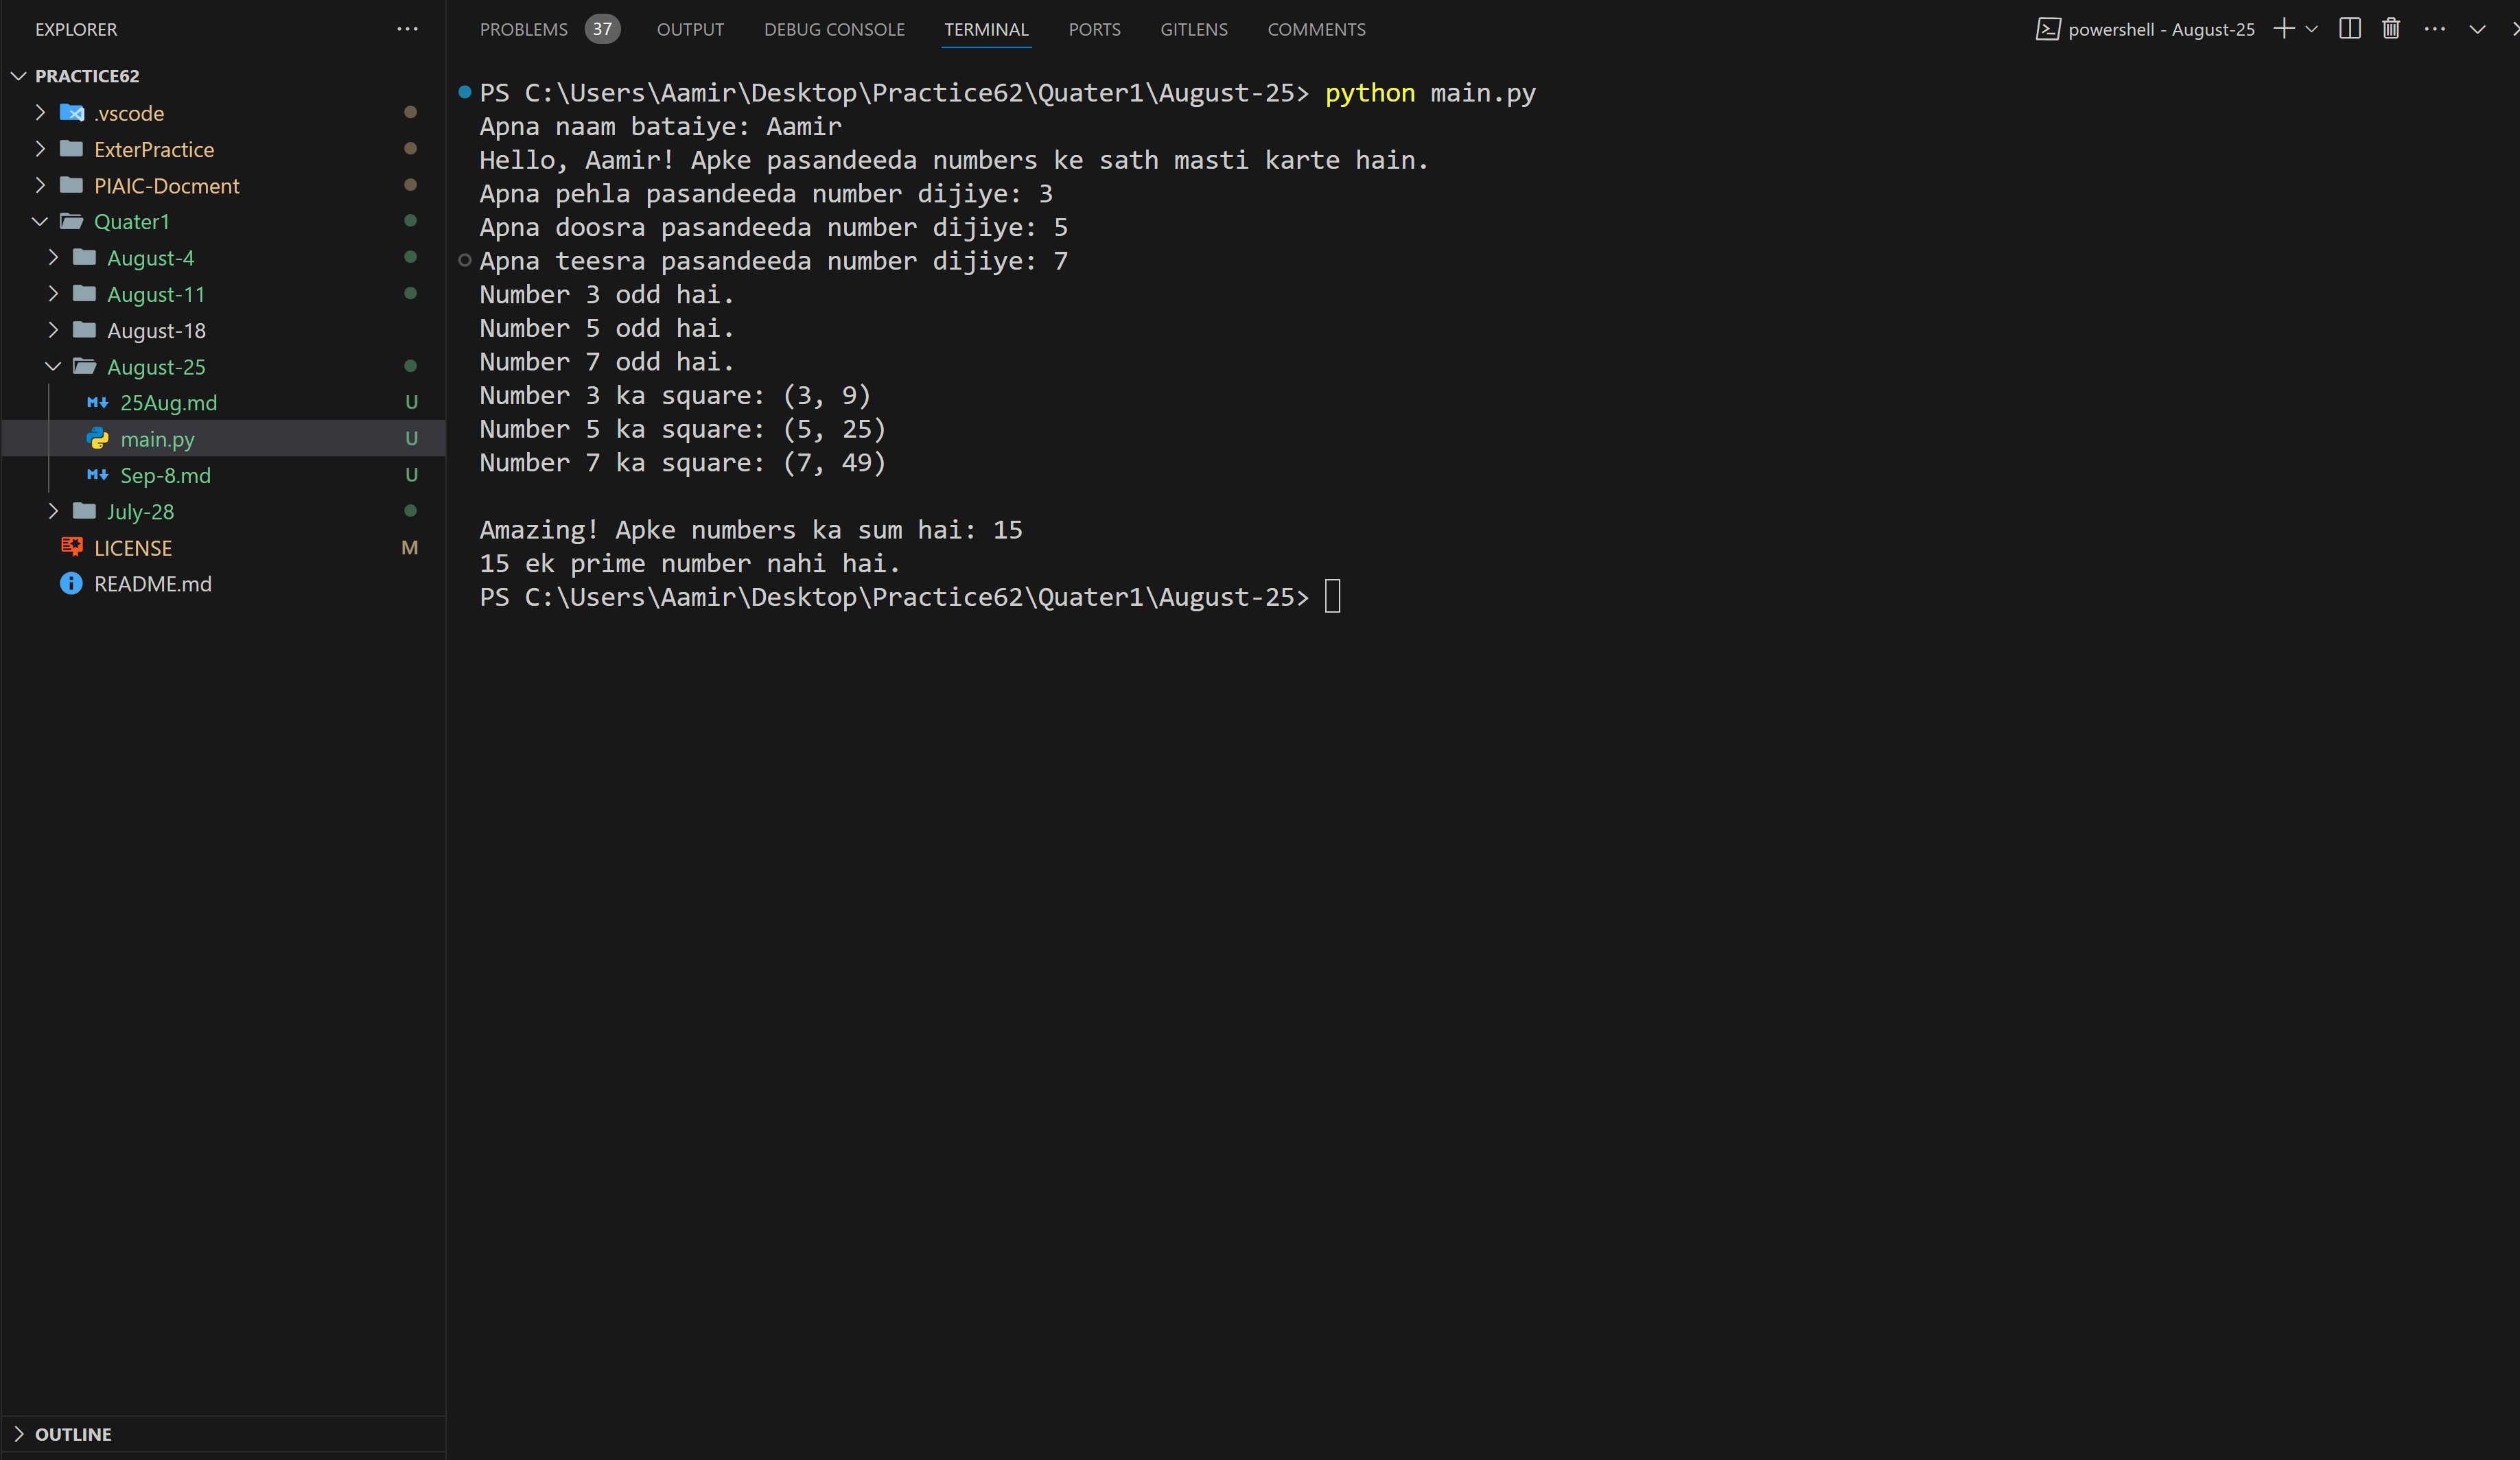 EXPLORER
PRACTICE62
.vscode
ExterPractice
PIAIC-Docment
Quater1
August-4
August-11
August-18
August-25
25Aug.md U
main.py U
Sep-8.md U
July-28
LICENSE M
README.md
OUTLINE
PROBLEMS 37 OUTPUT DEBUG CONSOLE TERMINAL PORTS GITLENS COMMENTS
powershell - August-25
PS C:\Users\Aamir\Desktop\Practice62\Quater1\August-25> python main.py
Apna naam bataiye: Aamir
Hello, Aamir! Apke pasandeeda numbers ke sath masti karte hain.
Apna pehla pasandeeda number dijiye: 3
Apna doosra pasandeeda number dijiye: 5
Apna teesra pasandeeda number dijiye: 7
Number 3 odd hai.
Number 5 odd hai.
Number 7 odd hai.
Number 3 ka square: (3, 9)
Number 5 ka square: (5, 25)
Number 7 ka square: (7, 49)
Amazing! Apke numbers ka sum hai: 15
15 ek prime number nahi hai.
PS C:\Users\Aamir\Desktop\Practice62\Quater1\August-25>